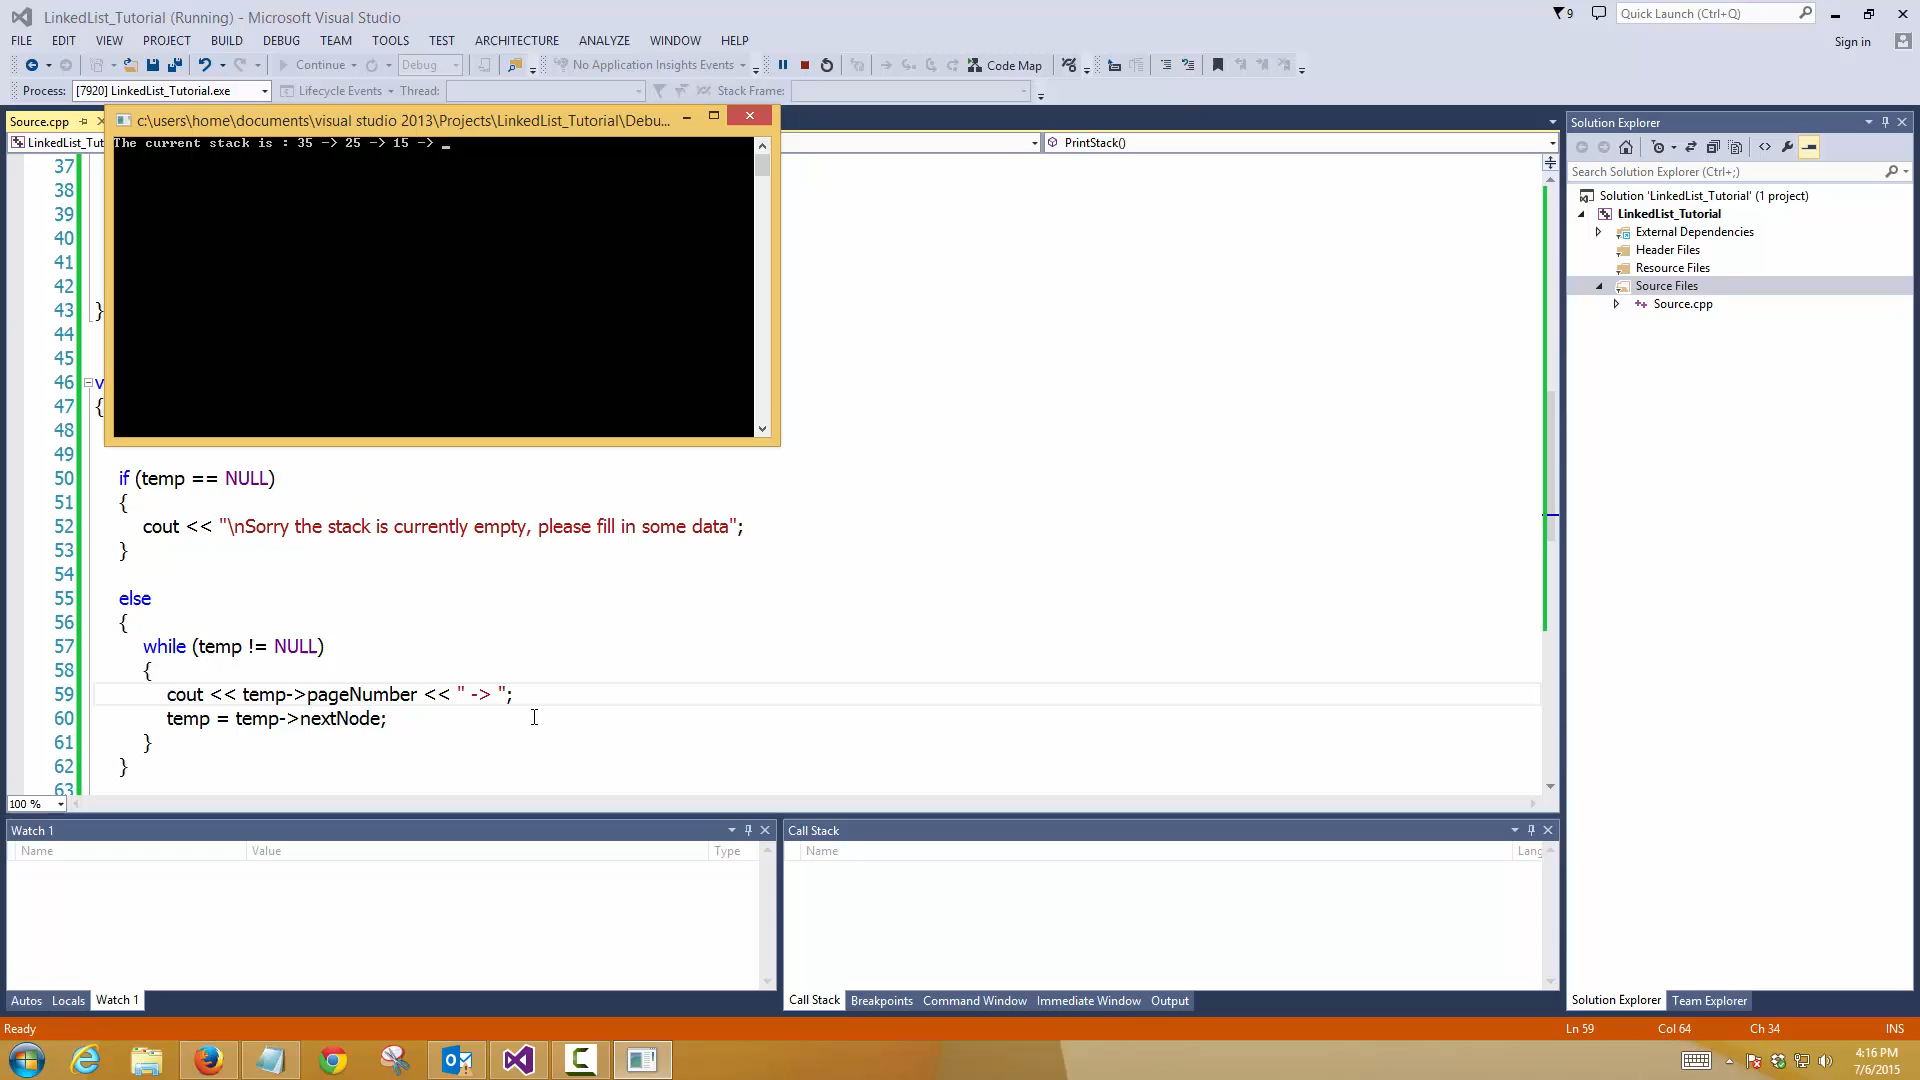 LinkedList_Tutorial (Running) - Microsoft Visual Studio
9
Quick Launch (Ctrl+Q)
FILE EDIT VIEW PROJECT BUILD DEBUG TEAM TOOLS TEST ARCHITECTURE ANALYZE WINDOW HELP
Sign in
Continue Debug No Application Insights Events Code Map
Process: [7920] LinkedList_Tutorial.exe Lifecycle Events Thread: Stack Frame:
Source.cpp
c:\users\home\documents\visual studio 2013\Projects\LinkedList_Tutorial\Debu...
LinkedList_Tut
PrintStack()
The current stack is : 35 -> 25 -> 15 -> _
37
38
39
40
41
42
43 }
44
45
46 v
47 {
48
49
50 if (temp == NULL)
51 {
52 cout << "\nSorry the stack is currently empty, please fill in some data";
53 }
54
55 else
56 {
57 while (temp != NULL)
58 {
59 cout << temp->pageNumber << " -> ";
60 temp = temp->nextNode;
61 }
62 }
63
100 %
Solution Explorer
Search Solution Explorer (Ctrl+;)
Solution 'LinkedList_Tutorial' (1 project)
LinkedList_Tutorial
External Dependencies
Header Files
Resource Files
Source Files
Source.cpp
Watch 1
Name Value Type
Call Stack
Name Lang
Autos Locals Watch 1
Call Stack Breakpoints Command Window Immediate Window Output
Solution Explorer Team Explorer
Ready
Ln 59 Col 64 Ch 34 INS
4:16 PM
7/6/2015